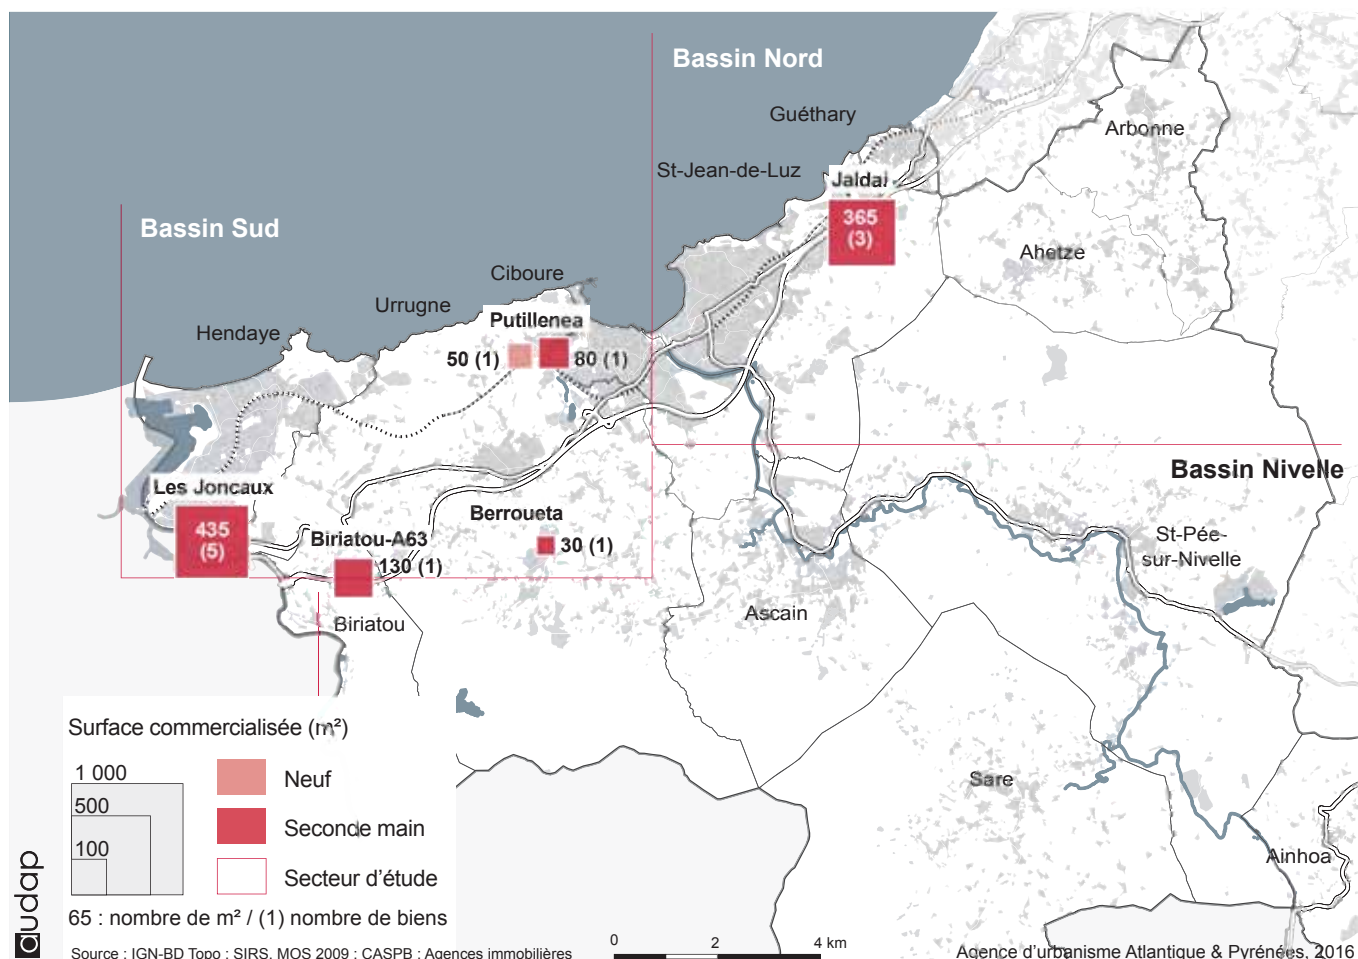 Bassin Nord
Guéthary
Arbonne
St-Jean-de-Luz
Jaldai
365
(3)
Bassin Sud
Ahetze
Ciboure
Urrugne
Hendaye
Putillenea
50 (1)
80 (1)
Bassin Nivelle
Les Joncaux
435
(5)
Berroueta
30 (1)
Biriatou-A63
130 (1)
St-Pée-
sur-Nivelle
Biriatou
Ascain
Sare
Ainhoa
Surface commercialisée (m²)
1 000
500
100
Neuf
Seconde main
Secteur d'étude
65 : nombre de m² / (1) nombre de biens
audap
Source : IGN-BD Topo ; SIRS, MOS 2009 ; CASPB ; Agences immobilières
0 2 4 km
Agence d'urbanisme Atlantique & Pyrénées, 2016